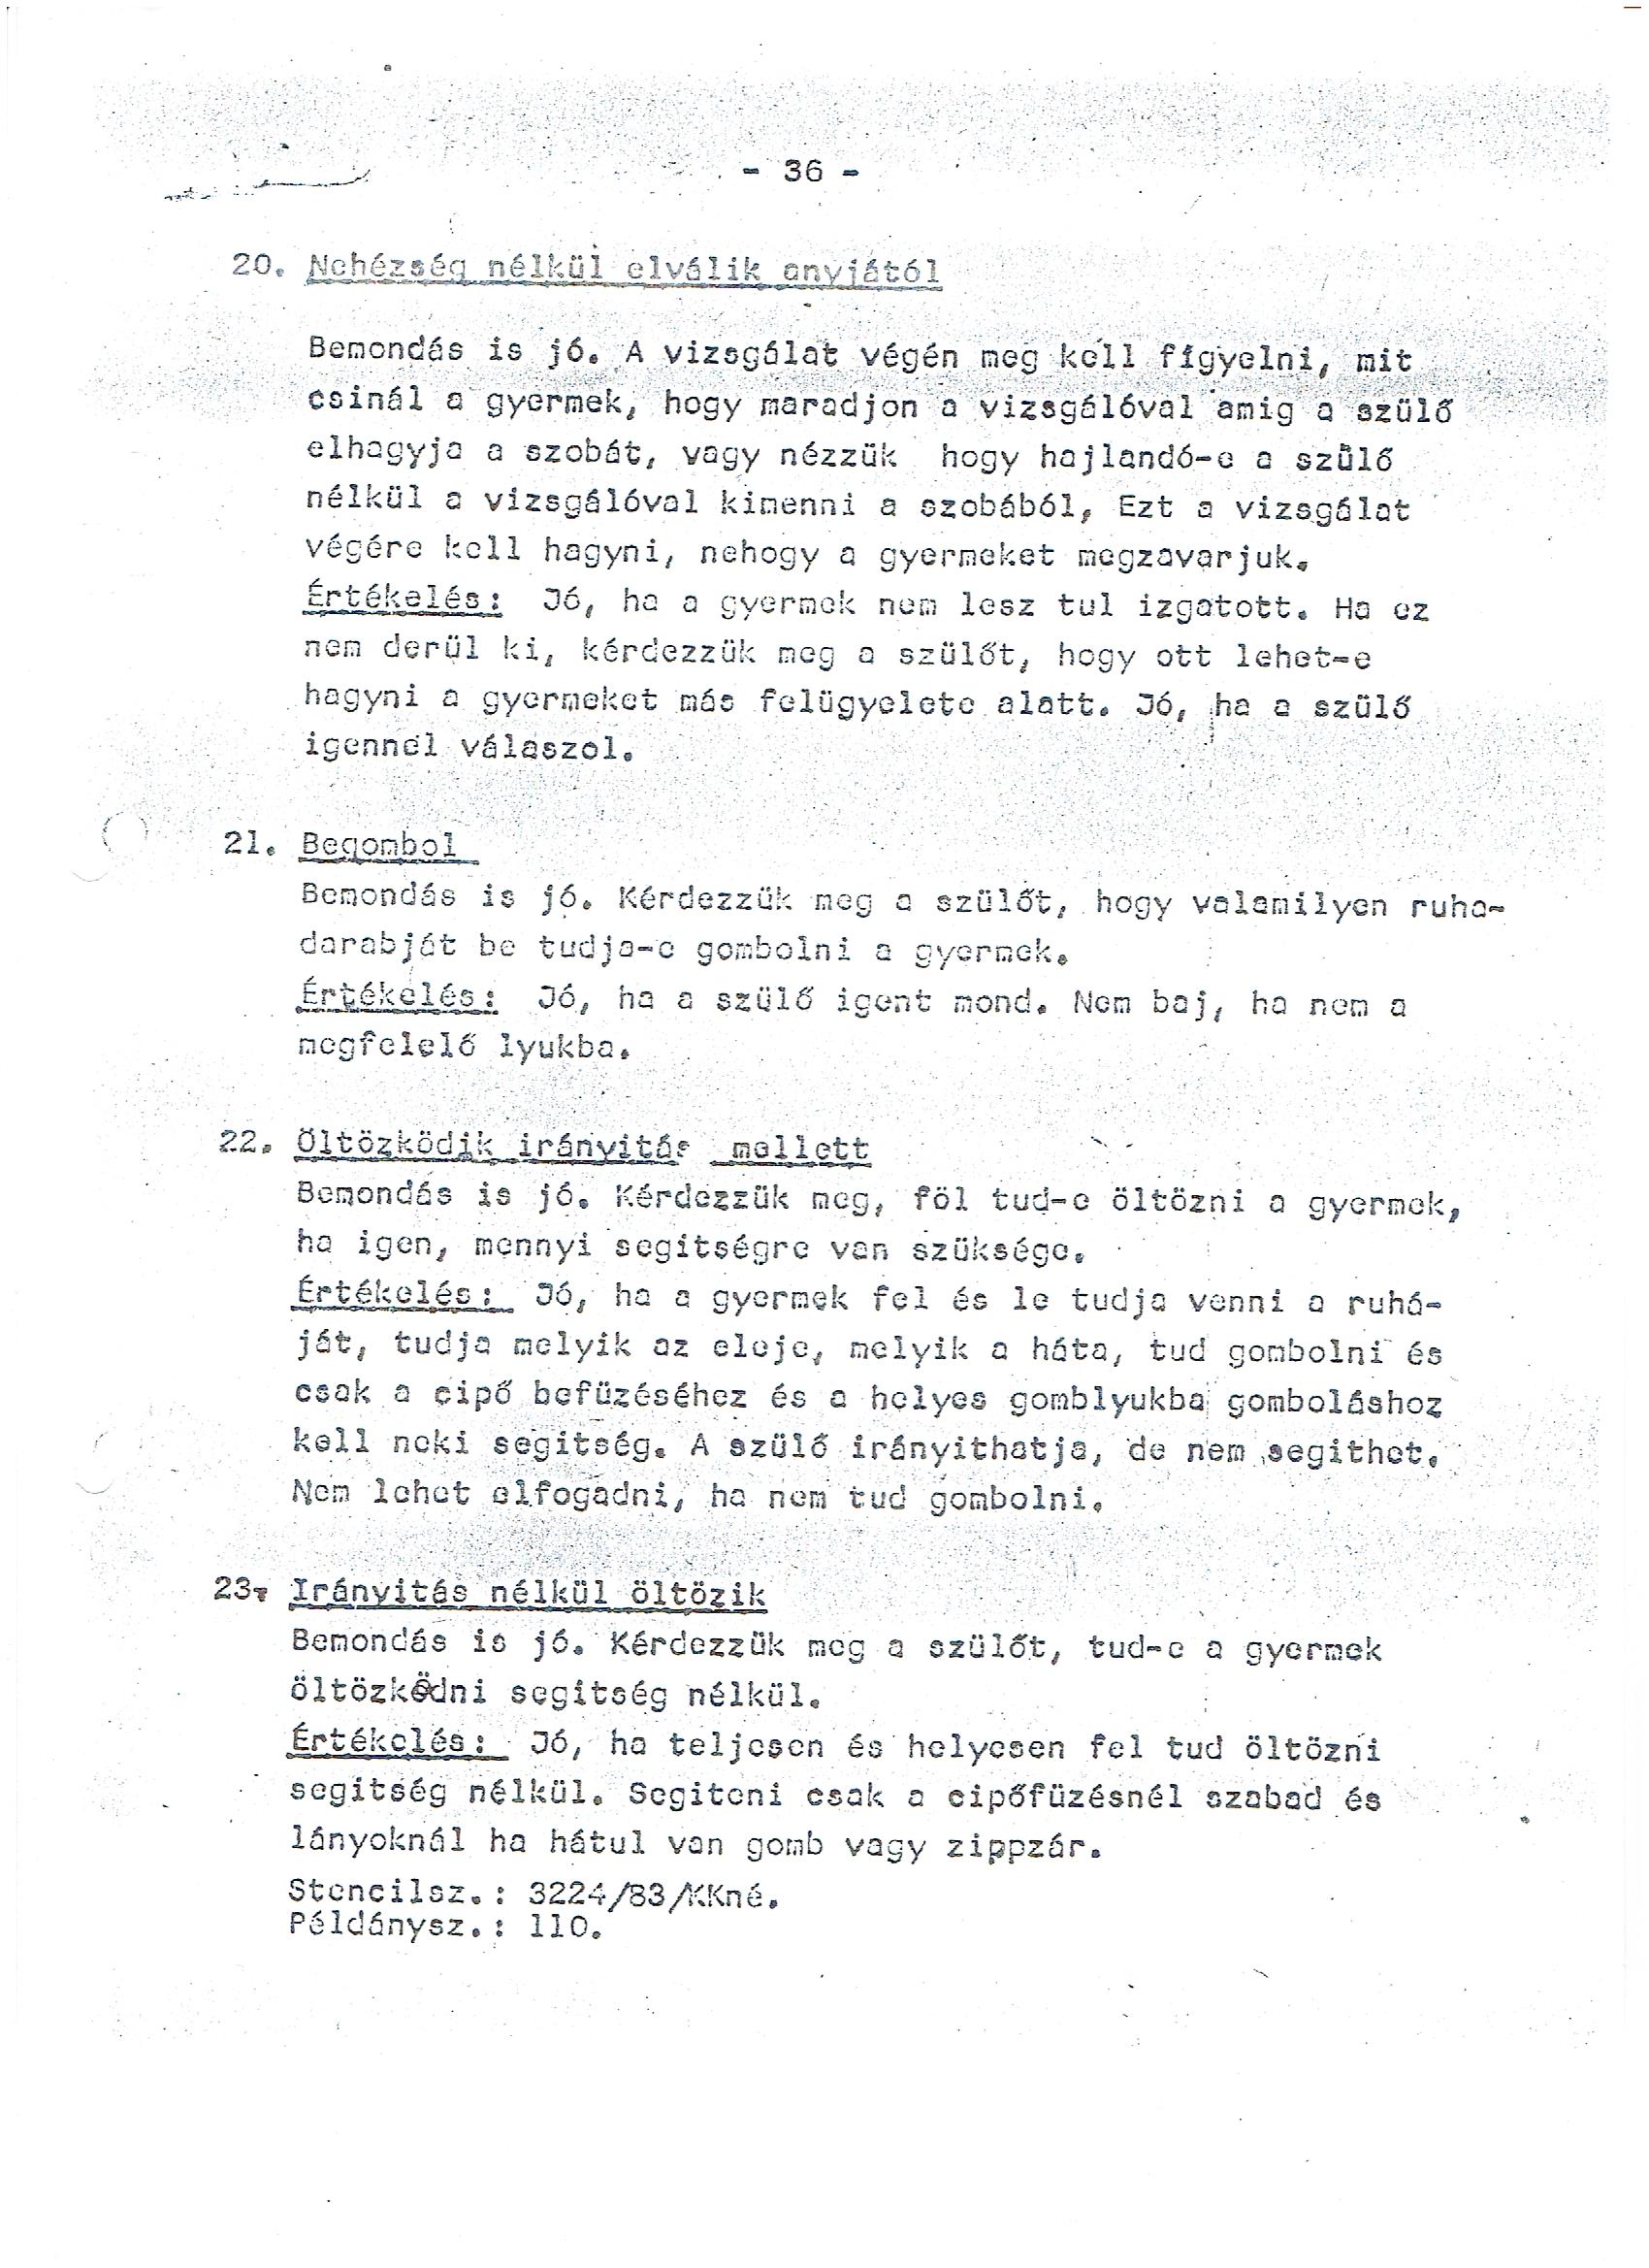 - 36 -
20. Nehézség nélkül elválik anyjától
Bemondás is jó. A vizsgálat végén meg kell figyelni, mit
csinál a gyermek, hogy maradjon a vizsgálóval amig a szülő
elhagyja a szobát, vagy nézzük hogy hajlandó-e a szülő
nélkül a vizsgálóval kimenni a szobából, Ezt a vizsgálat
végére kell hagyni, nehogy a gyermeket megzavarjuk.
Értékelés: Jó, ha a gyermek nem lesz tul izgatott. Ha ez
nem derül ki, kérdezzük meg a szülőt, hogy ott lehet-e
hagyni a gyermeket más felügyelete alatt. Jó, ha a szülő
igennel válaszol.
21. Begombol
Bemondás is jó. Kérdezzük meg a szülőt, hogy valamilyen ruha-
darabját be tudja-e gombolni a gyermek.
Értékelés: Jó, ha a szülő igent mond. Nem baj, ha nem a
megfelelő lyukba.
22. Öltözködik irányitás mellett
Bemondás is jó. Kérdezzük meg, föl tud-e öltözni a gyermek,
ha igen, mennyi segitségre van szüksége.
Értékelés: Jó, ha a gyermek fel és le tudja venni a ruhá-
ját, tudja melyik az eleje, melyik a háta, tud gombolni és
csak a cipő befüzéséhez és a helyes gomblyukba gomboláshoz
kell neki segitség. A szülő irányithatja, de nem segithet.
Nem lehet elfogadni, ha nem tud gombolni.
23. Irányitás nélkül öltözik
Bemondás is jó. Kérdezzük meg a szülőt, tud-e a gyermek
öltözködni segitség nélkül.
Értékelés: Jó, ha teljesen és helyesen fel tud öltözni
segitség nélkül. Segiteni csak a cipőfüzésnél szabad és
lányoknál ha hátul van gomb vagy zippzár.
Stencilsz.: 3224/83/KKné.
Példánysz.: 110.